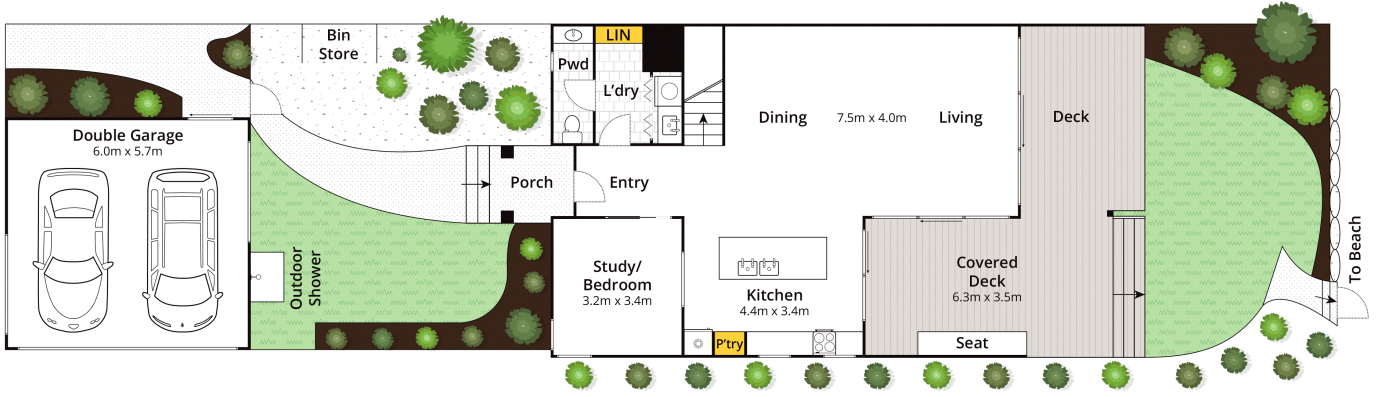 Bin
Store
Double Garage
6.0m x 5.7m
Outdoor
Shower
Porch
Entry
Pwd
LIN
L'dry
Dining
7.5m x 4.0m
Living
Deck
Study/
Bedroom
3.2m x 3.4m
Kitchen
4.4m x 3.4m
P'try
Covered
Deck
6.3m x 3.5m
Seat
To Beach